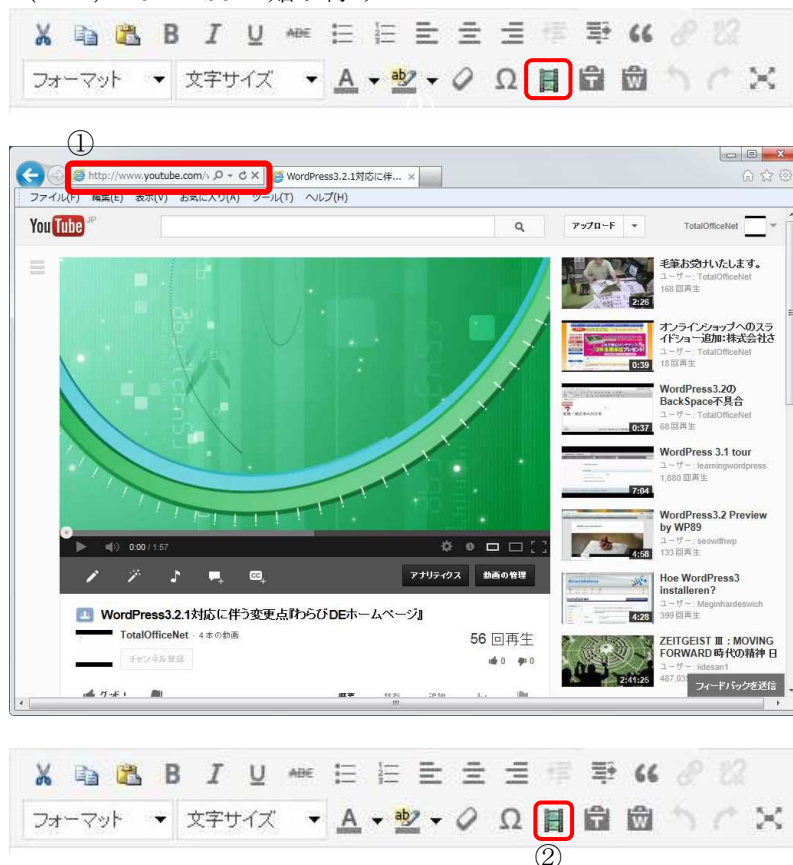 B I U ABC
フォーマット 文字サイズ A ab Ω T W
①
http://www.youtube.com/ WordPress3.2.1対応に伴... ×
ファイル(F) 編集(E) 表示(V) お気に入り(A) ツール(T) ヘルプ(H)
YouTube JP アップロード TotalOfficeNet
毛筆お受けいたします。
ユーザー: TotalOfficeNet
168 回再生
2:26
オンラインショップへのスラ
イドショー追加:株式会社さ
ユーザー: TotalOfficeNet
18 回再生
0:39
WordPress3.2の
BackSpace不具合
ユーザー: TotalOfficeNet
68 回再生
0:37
WordPress 3.1 tour
ユーザー: learningwordpress
1,880 回再生
7:04
WordPress3.2 Preview
by WP89
ユーザー: seowithwp
133 回再生
4:58
Hoe WordPress3
installeren?
ユーザー: Meginhardeswich
399 回再生
4:28
ZEITGEIST Ⅲ : MOVING
FORWARD 時代の精神 日
ユーザー: iidesan1
2:41:25
フィードバックを送信
0:00 / 1:57
アナリティクス 動画の管理
WordPress3.2.1対応に伴う変更点『わらびDEホームページ』
TotalOfficeNet · 4 本の動画
チャンネル登録
56 回再生
0 0
B I U ABC
フォーマット 文字サイズ A ab Ω T W
②